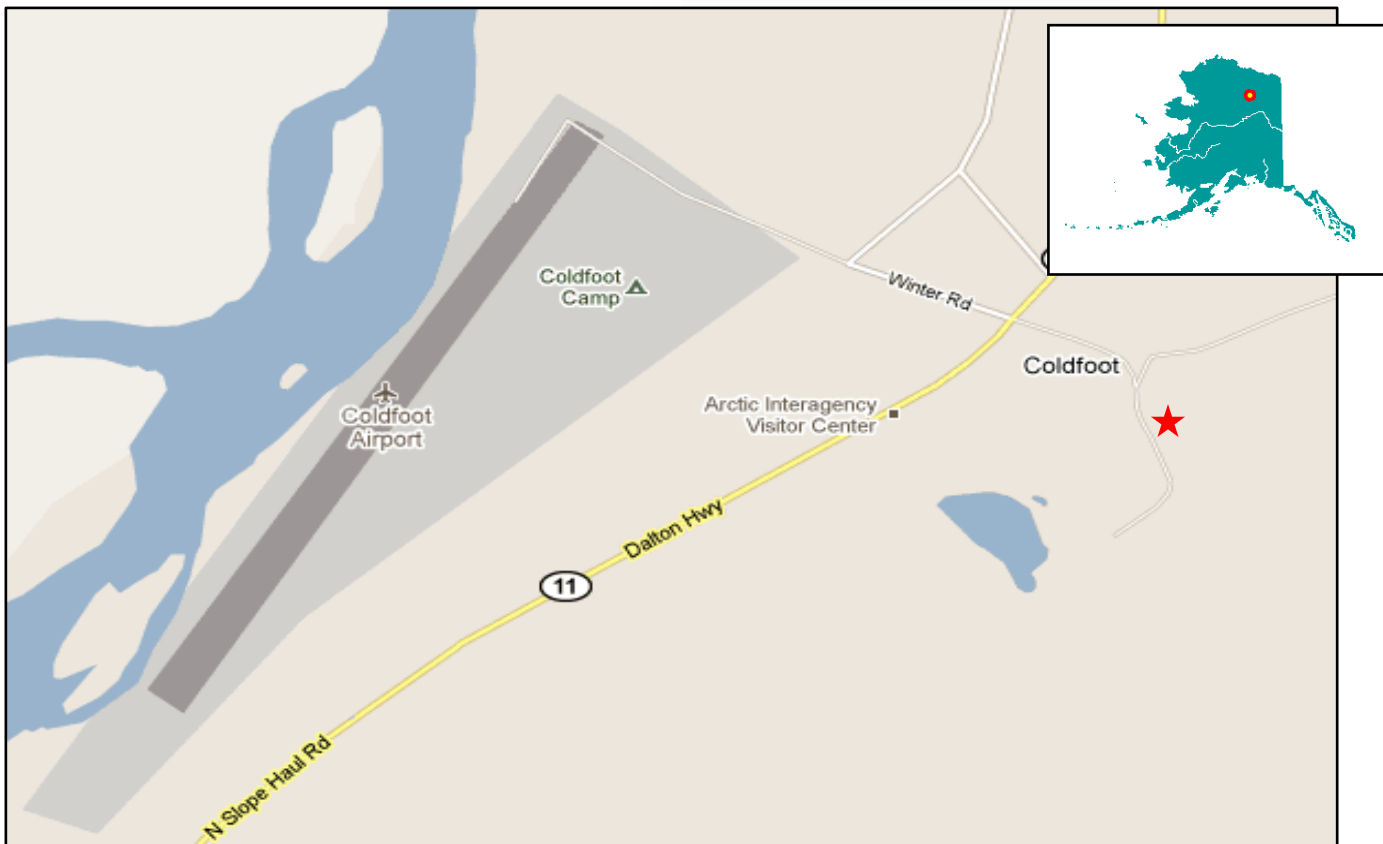 Coldfoot
Camp
Winter Rd
Coldfoot
Arctic Interagency
Visitor Center
Coldfoot
Airport
Dalton Hwy
11
N Slope Haul Rd